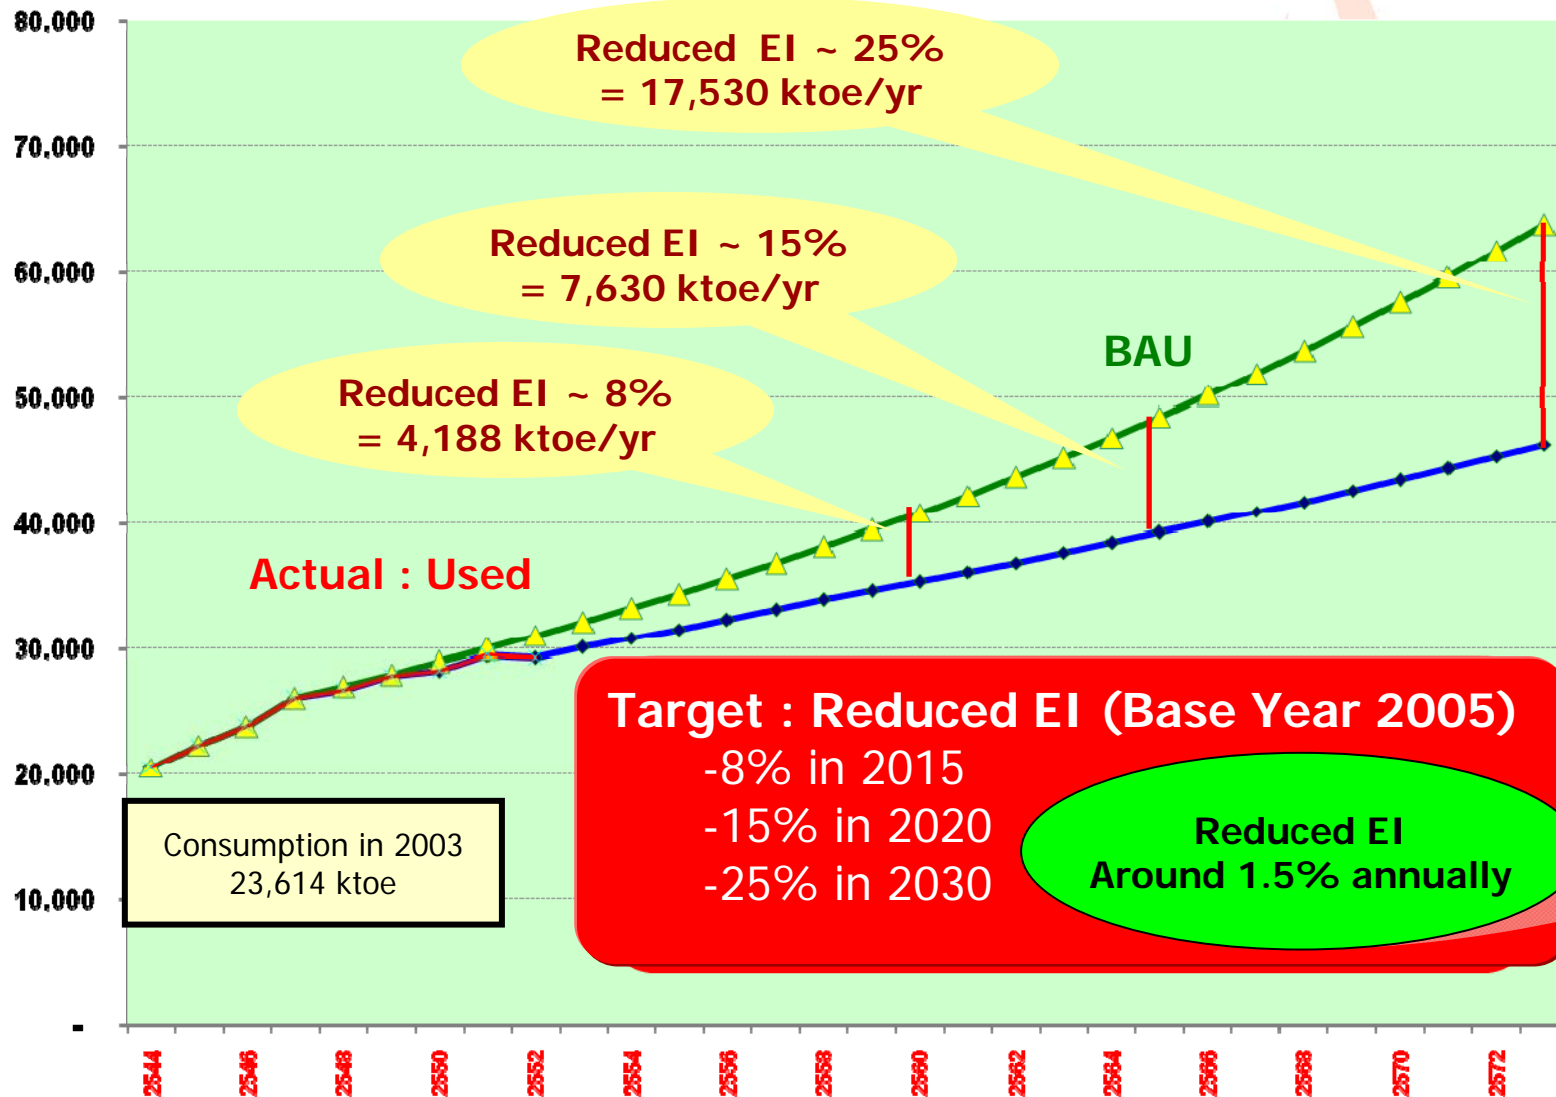 80,000
70,000
60,000
50,000
40,000
30,000
20,000
10,000
-
Reduced EI ~ 25%
= 17,530 ktoe/yr
Reduced EI ~ 15%
= 7,630 ktoe/yr
Reduced EI ~ 8%
= 4,188 ktoe/yr
BAU
Actual : Used
Target : Reduced EI (Base Year 2005)
-8% in 2015
-15% in 2020
-25% in 2030
Reduced EI
Around 1.5% annually
Consumption in 2003
23,614 ktoe
2544
2546
2548
2550
2552
2554
2556
2558
2560
2562
2564
2566
2568
2570
2572